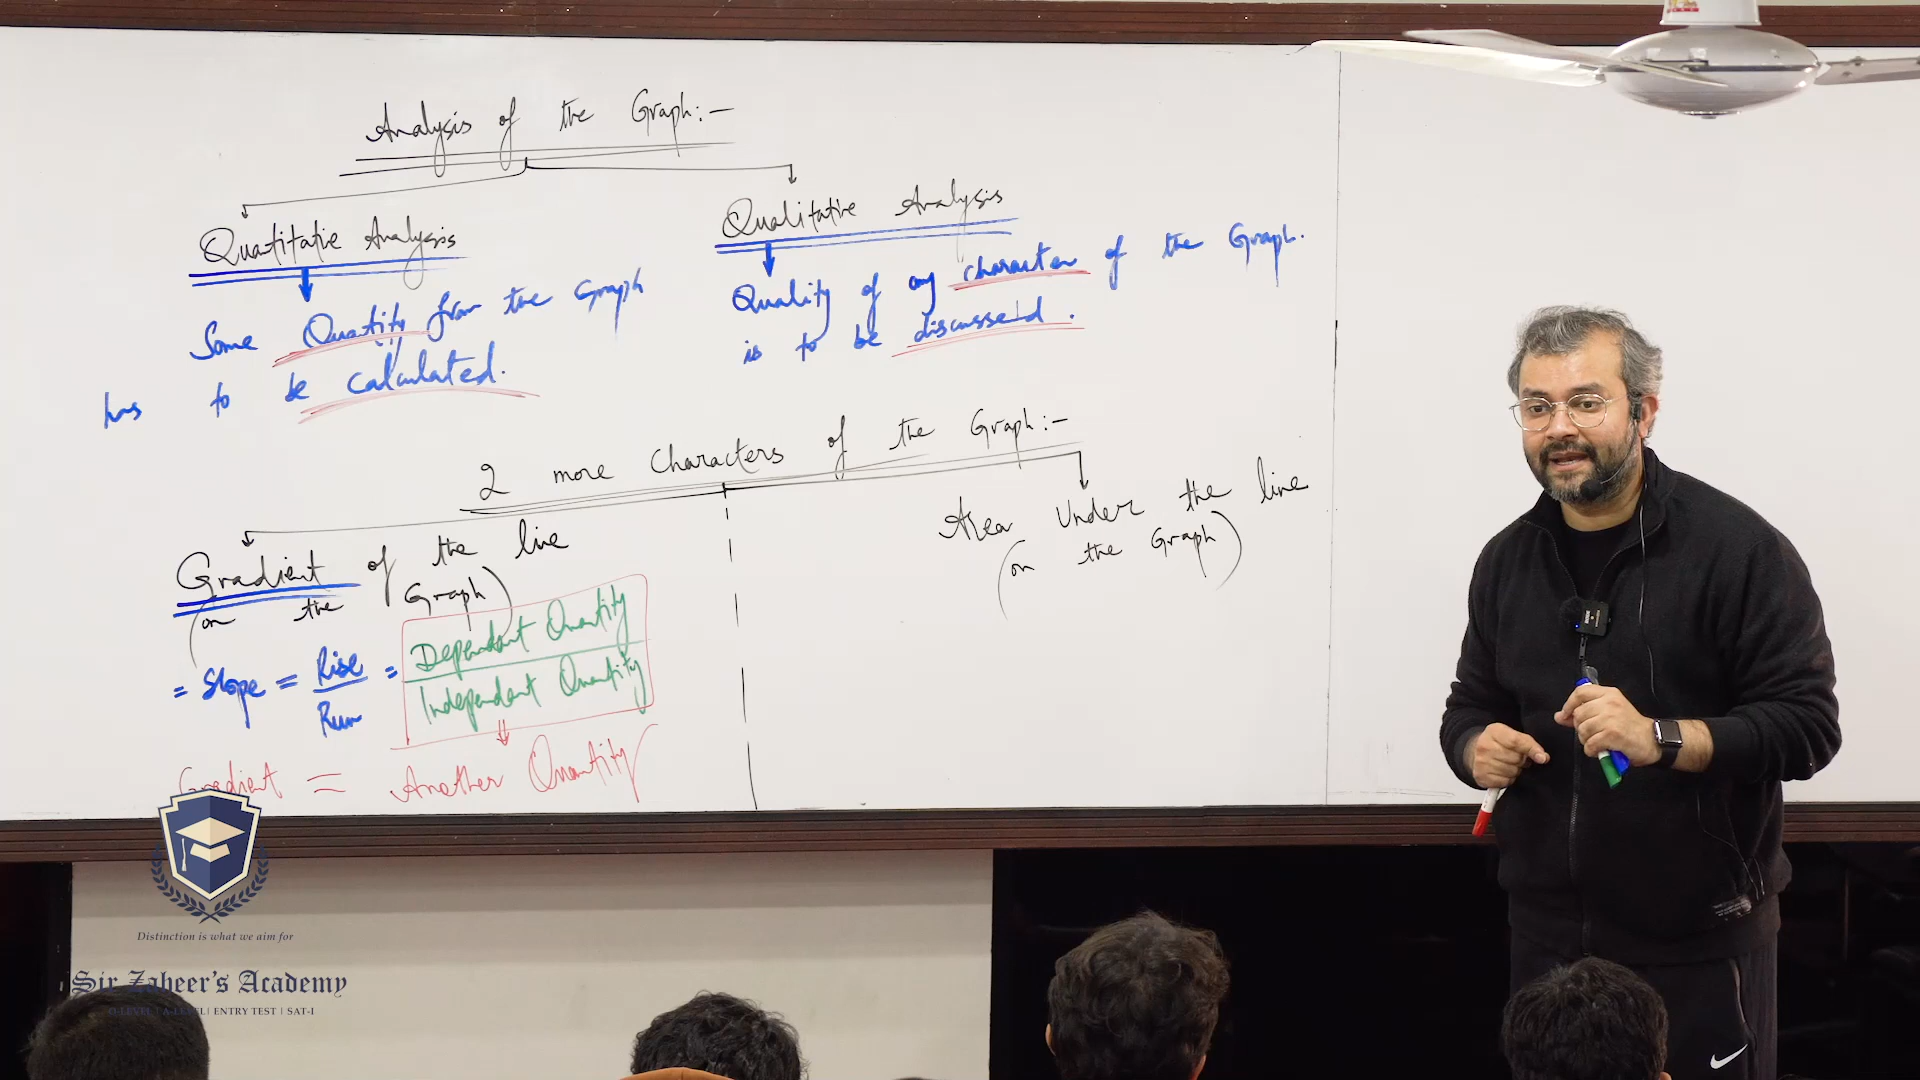 Analysis of the Graph:-
Quantitative Analysis
Some Quantity from the Graph
has to be calculated.
Qualitative Analysis
Quality of any character of the Graph.
is to be discussed.
2 more Characters of the Graph:-
Gradient of the line
(on the Graph)
= Slope = Rise
Run
= Dependent Quantity
Independent Quantity
Gradient = Another Quantity
Area Under the line
(on the Graph)
Distinction is what we aim for
Sir Zaheer's Academy
O-LEVEL | A-LEVEL | ENTRY TEST | SAT-I